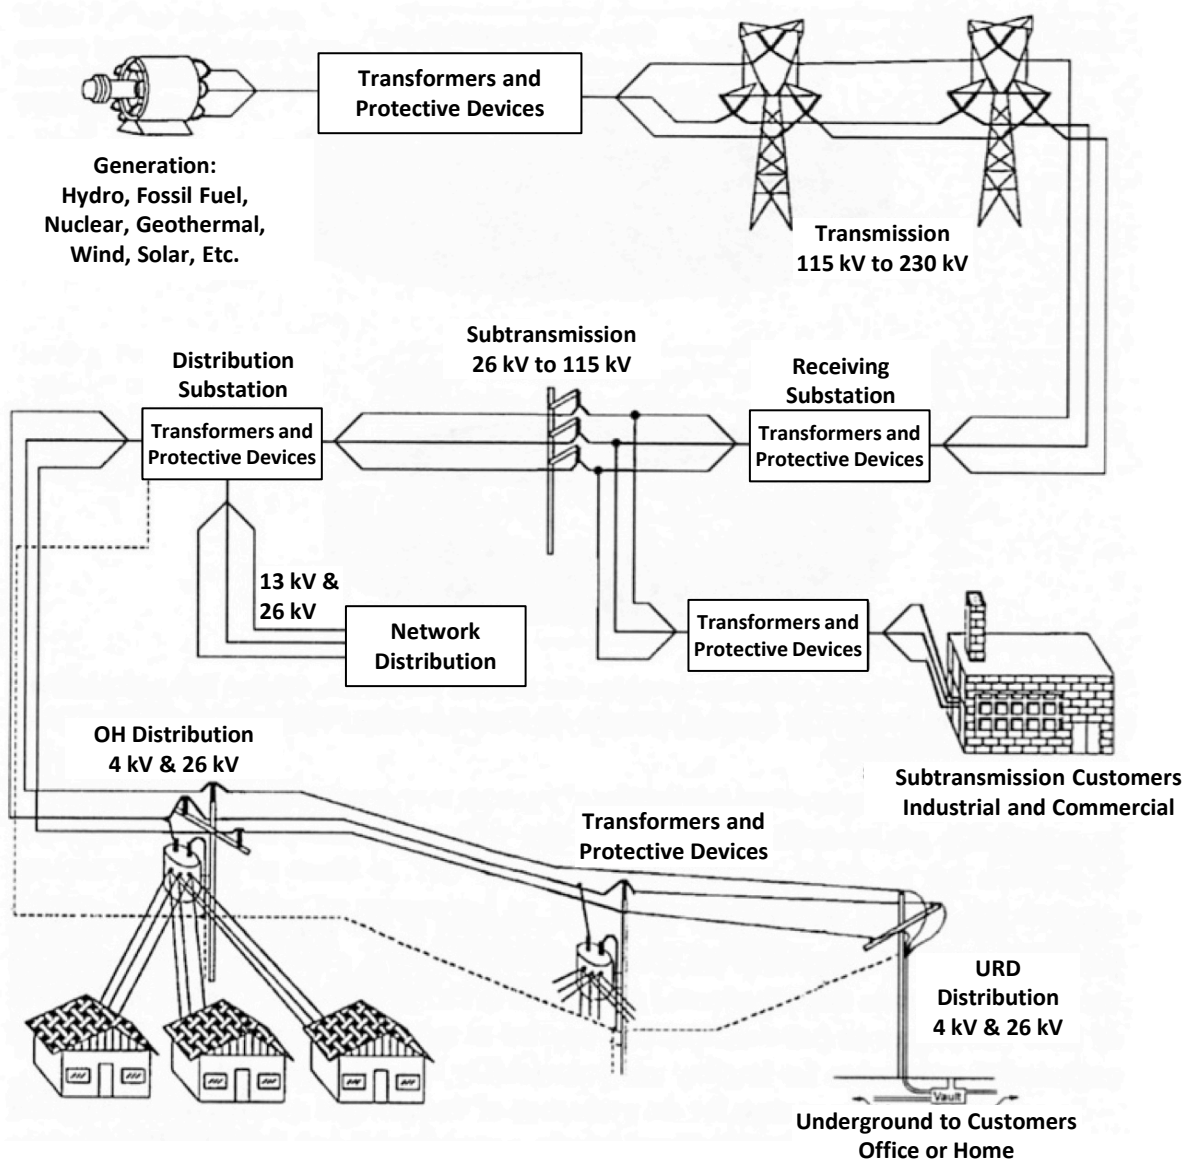 Transformers and
Protective Devices
Generation:
Hydro, Fossil Fuel,
Nuclear, Geothermal,
Wind, Solar, Etc.
Transmission
115 kV to 230 kV
Subtransmission
26 kV to 115 kV
Distribution
Substation
Receiving
Substation
Transformers and
Protective Devices
Transformers and
Protective Devices
13 kV &
26 kV
Network
Distribution
Transformers and
Protective Devices
OH Distribution
4 kV & 26 kV
Subtransmission Customers
Industrial and Commercial
Transformers and
Protective Devices
URD
Distribution
4 kV & 26 kV
Vault
Underground to Customers
Office or Home